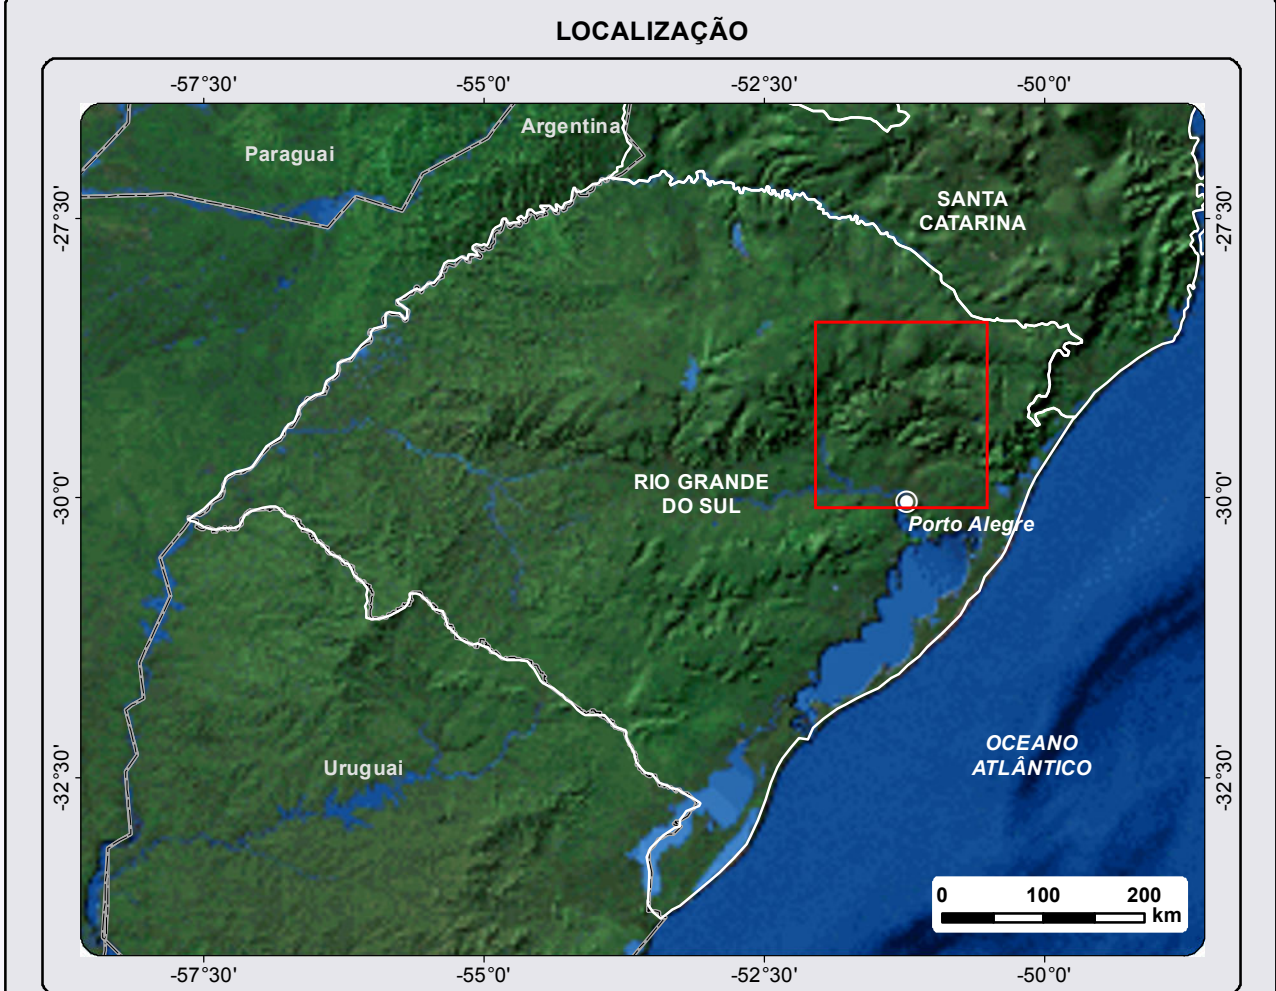 LOCALIZAÇÃO
-57°30' -55°0' -52°30' -50°0'
Argentina
Paraguai
SANTA
CATARINA
-27°30' -27°30'
RIO GRANDE
DO SUL
-30°0' -30°0'
Porto Alegre
OCEANO
ATLÂNTICO
Uruguai
-32°30' -32°30'
0 100 200
km
-57°30' -55°0' -52°30' -50°0'